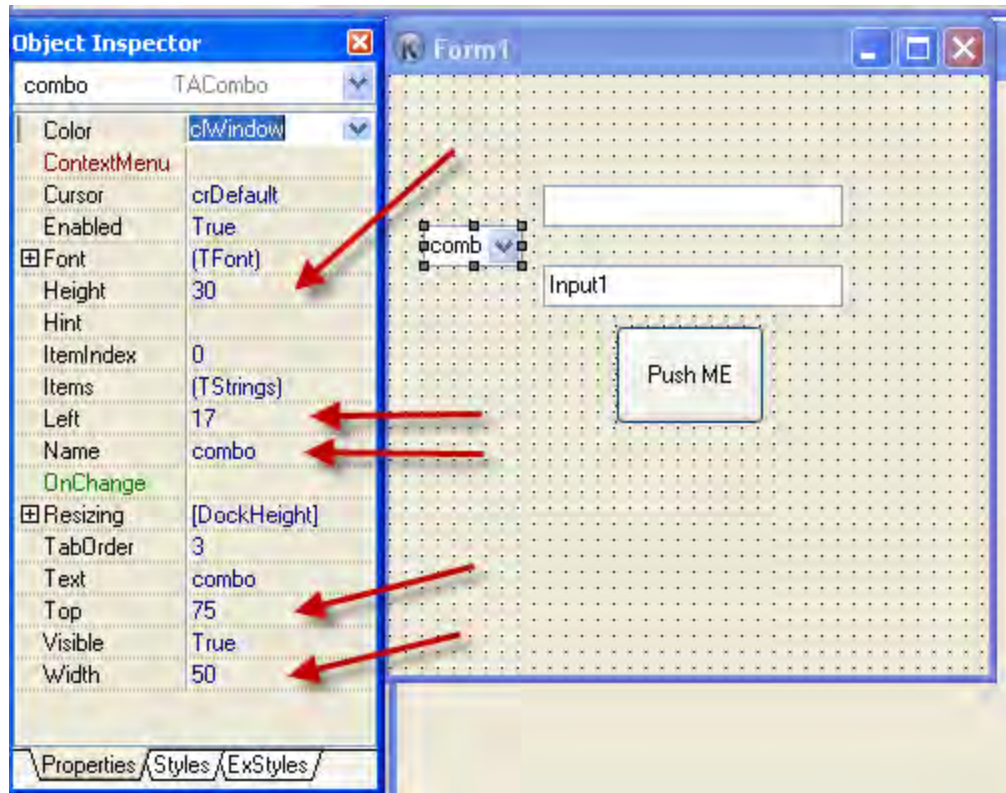 Object Inspector
combo TACombo
Color clWindow
ContextMenu
Cursor crDefault
Enabled True
Font (TFont)
Height 30
Hint
ItemIndex 0
Items (TStrings)
Left 17
Name combo
OnChange
Resizing [DockHeight]
TabOrder 3
Text combo
Top 75
Visible True
Width 50
Properties Styles ExStyles
Form1
comb
Input1
Push ME